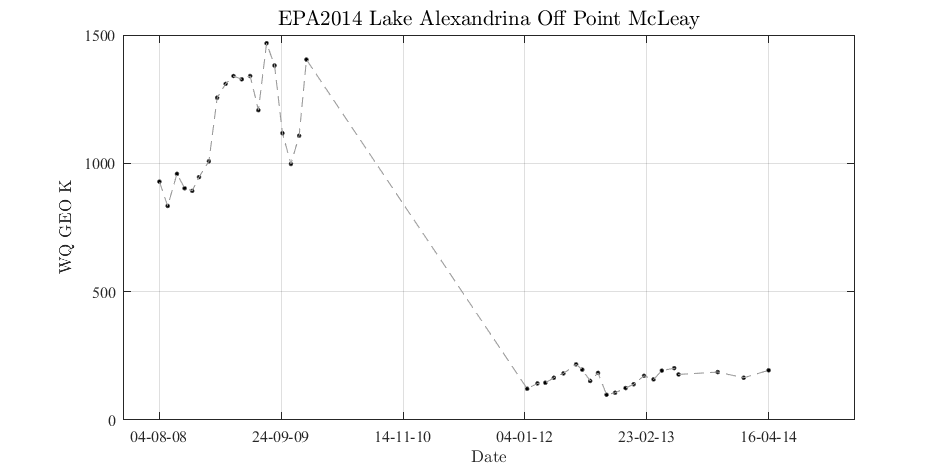 EPA2014 Lake Alexandrina Off Point McLeay
1500
1000
500
0
WQ GEO K
04-08-08 24-09-09 14-11-10 04-01-12 23-02-13 16-04-14
Date